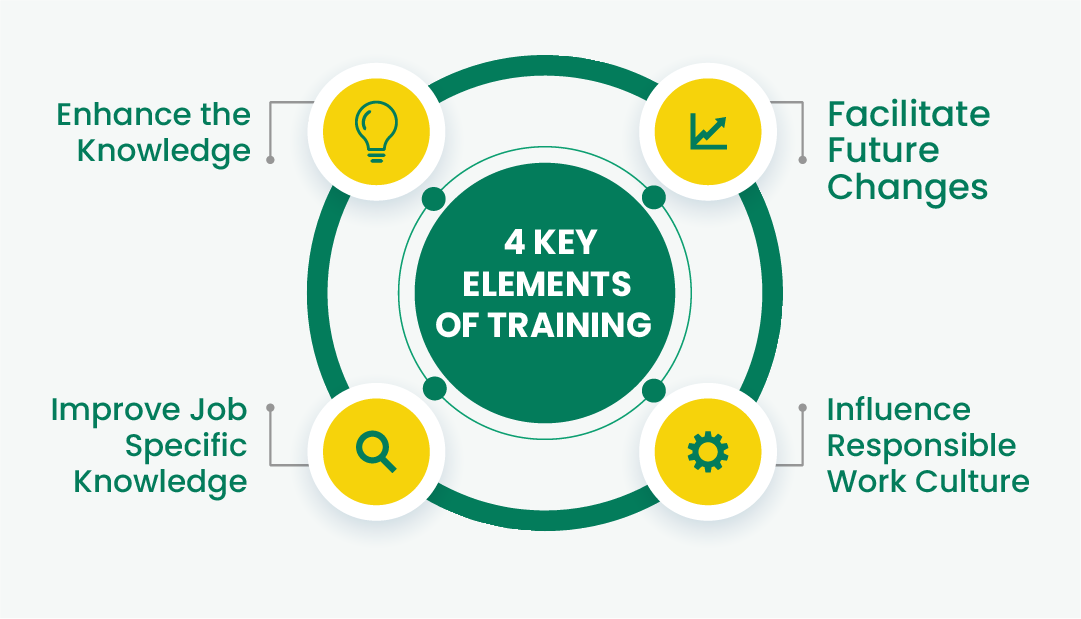 Enhance the
Knowledge
Facilitate
Future
Changes
4 KEY
ELEMENTS
OF TRAINING
Improve Job
Specific
Knowledge
Influence
Responsible
Work Culture